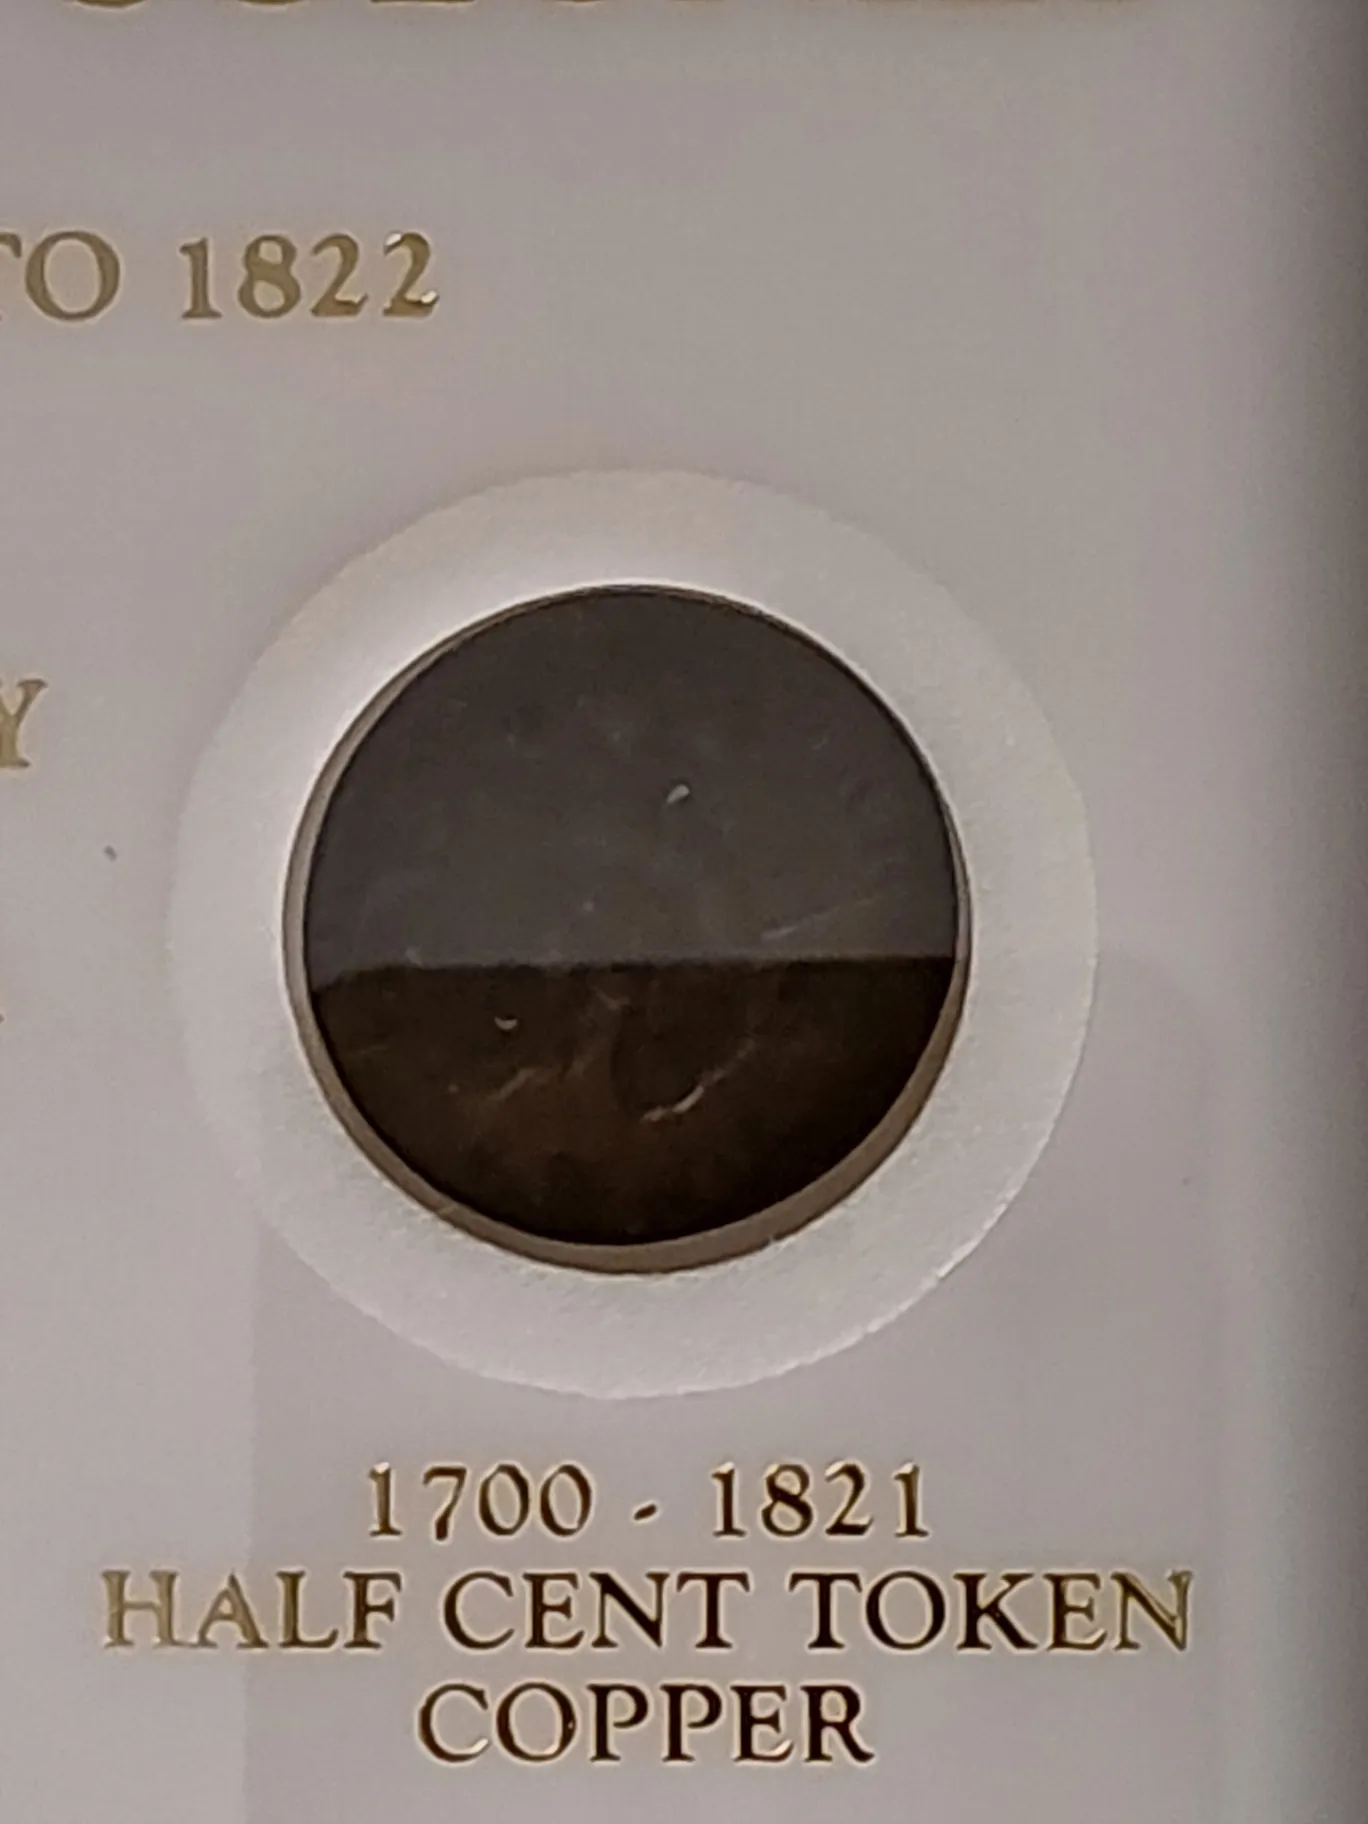 TO 1822
Y
1700 - 1821
HALF CENT TOKEN
COPPER